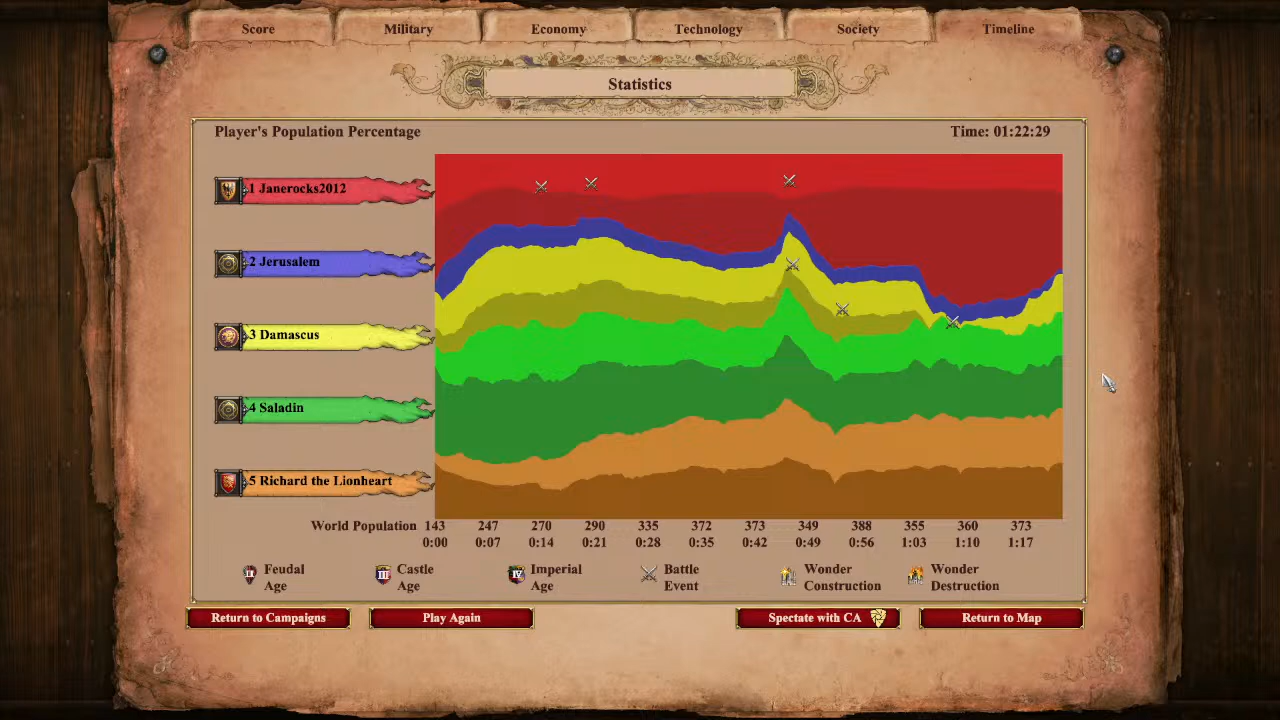 Score Military Economy Technology Society Timeline
Statistics
Player's Population Percentage Time: 01:22:29
1 Janerocks2012
2 Jerusalem
3 Damascus
4 Saladin
5 Richard the Lionheart
World Population 143 247 270 290 335 372 373 349 388 355 360 373
0:00 0:07 0:14 0:21 0:28 0:35 0:42 0:49 0:56 1:03 1:10 1:17
II Feudal Age
III Castle Age
IV Imperial Age
Battle Event
Wonder Construction
Wonder Destruction
Return to Campaigns Play Again Spectate with CA Return to Map